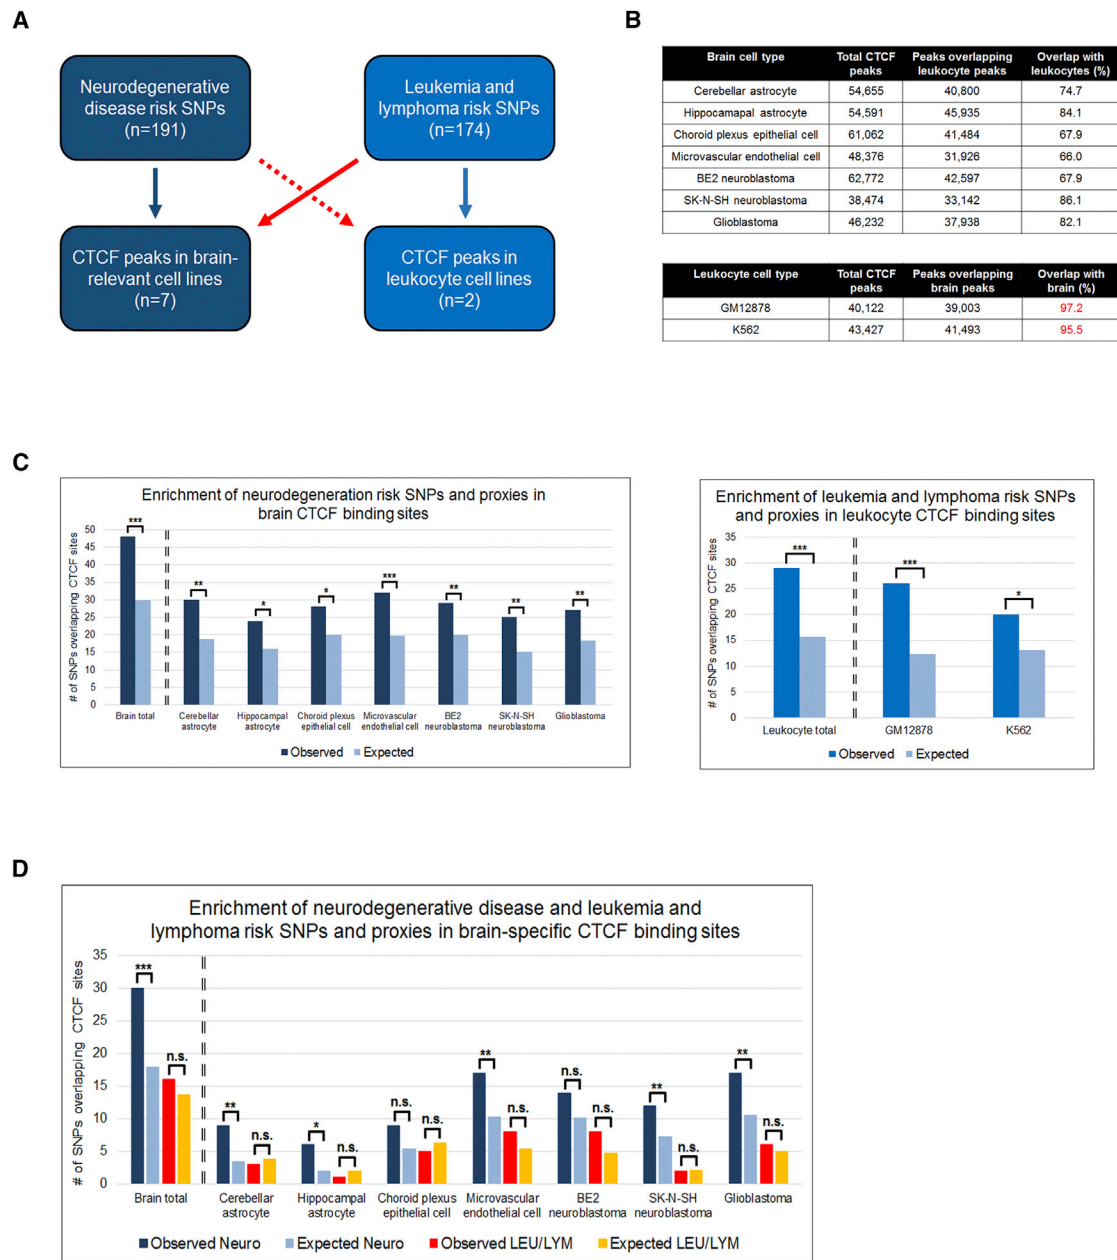 A
Neurodegenerative
disease risk SNPs
(n=191)
Leukemia and
lymphoma risk SNPs
(n=174)
CTCF peaks in brain-
relevant cell lines
(n=7)
CTCF peaks in
leukocyte cell lines
(n=2)
B
Brain cell type Total CTCF peaks Peaks overlapping leukocyte peaks Overlap with leukocytes (%)
Cerebellar astrocyte 54,655 40,800 74.7
Hippocamapal astrocyte 54,591 45,935 84.1
Choroid plexus epithelial cell 61,062 41,484 67.9
Microvascular endothelial cell 48,376 31,926 66.0
BE2 neuroblastoma 62,772 42,597 67.9
SK-N-SH neuroblastoma 38,474 33,142 86.1
Glioblastoma 46,232 37,938 82.1
Leukocyte cell type Total CTCF peaks Peaks overlapping brain peaks Overlap with brain (%)
GM12878 40,122 39,003 97.2
K562 43,427 41,493 95.5
C
Enrichment of neurodegeneration risk SNPs and proxies in
brain CTCF binding sites
# of SNPs overlapping CTCF sites
50
45
40
35
30
25
20
15
10
5
0
*** ** * * *** ** ** **
Brain total Cerebellar astrocyte Hippocampal astrocyte Choroid plexus epithelial cell Microvascular endothelial cell BE2 neuroblastoma SK-N-SH neuroblastoma Glioblastoma
Observed Expected
Enrichment of leukemia and lymphoma risk SNPs
and proxies in leukocyte CTCF binding sites
# of SNPs overlapping CTCF sites
35
30
25
20
15
10
5
0
*** *** *
Leukocyte total GM12878 K562
Observed Expected
D
Enrichment of neurodegenerative disease and leukemia and
lymphoma risk SNPs and proxies in brain-specific CTCF binding sites
# of SNPs overlapping CTCF sites
35
30
25
20
15
10
5
0
*** n.s. ** n.s. * n.s. n.s. n.s. ** n.s. n.s. n.s. ** n.s. ** n.s.
Brain total Cerebellar astrocyte Hippocampal astrocyte Choroid plexus epithelial cell Microvascular endothelial cell BE2 neuroblastoma SK-N-SH neuroblastoma Glioblastoma
Observed Neuro Expected Neuro Observed LEU/LYM Expected LEU/LYM